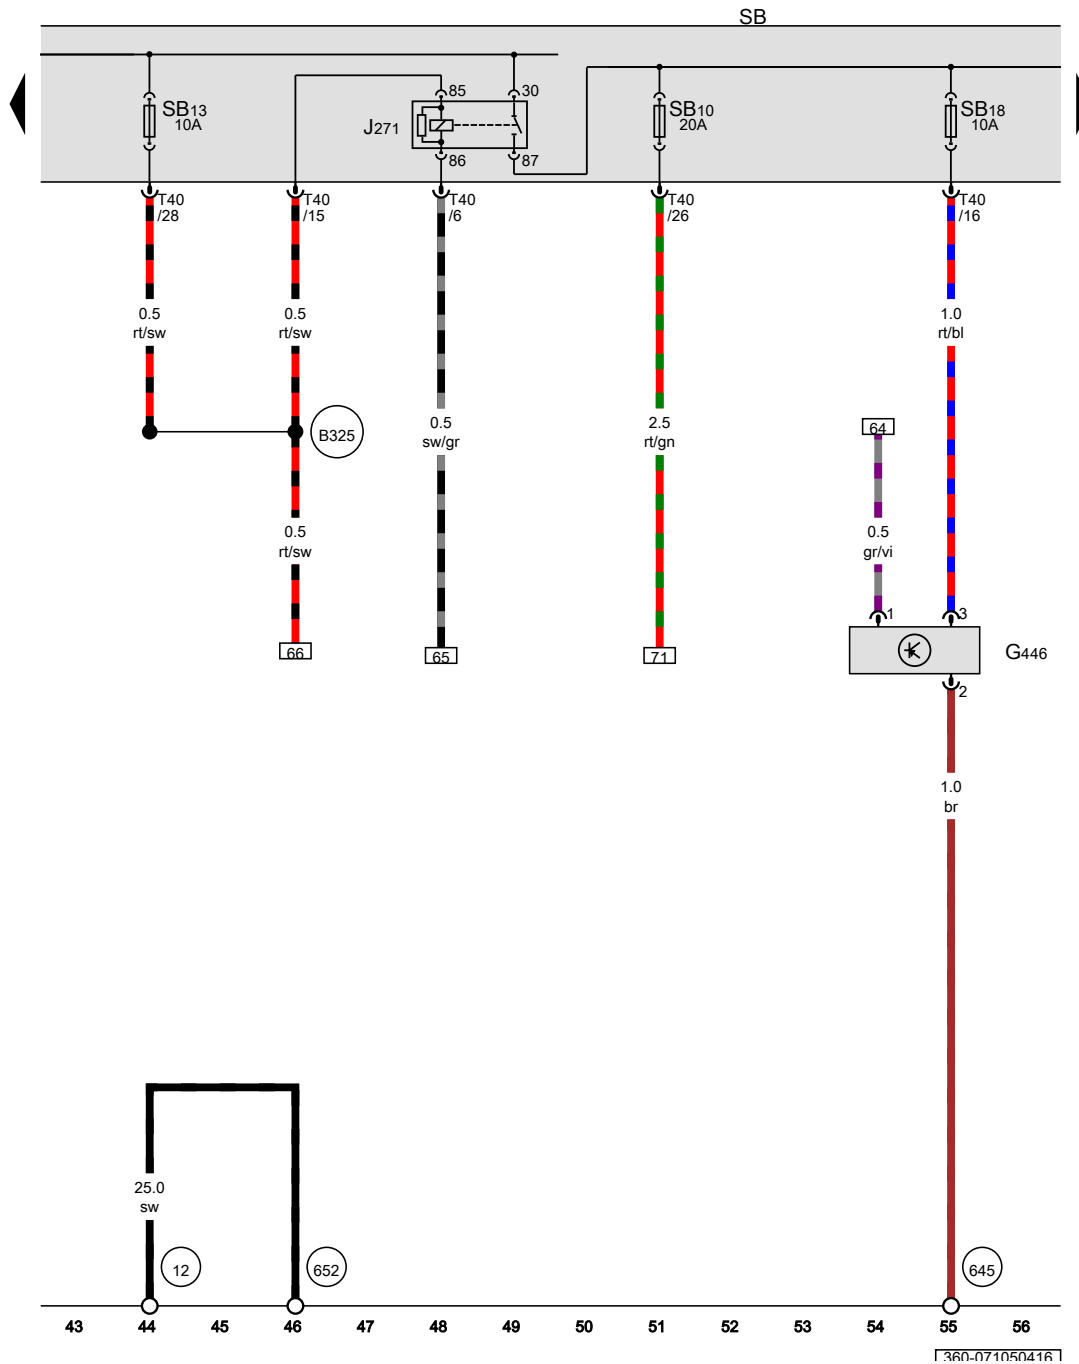 SB
SB13
10A
85
30
J271
86
87
SB10
20A
SB18
10A
T40
/28
T40
/15
T40
/6
T40
/26
T40
/16
0.5
rt/sw
0.5
rt/sw
1.0
rt/bl
B325
0.5
sw/gr
2.5
rt/gn
64
0.5
rt/sw
0.5
gr/vi
1
3
66
65
71
G446
2
1.0
br
25.0
sw
12
652
645
43 44 45 46 47 48 49 50 51 52 53 54 55 56
360-071050416